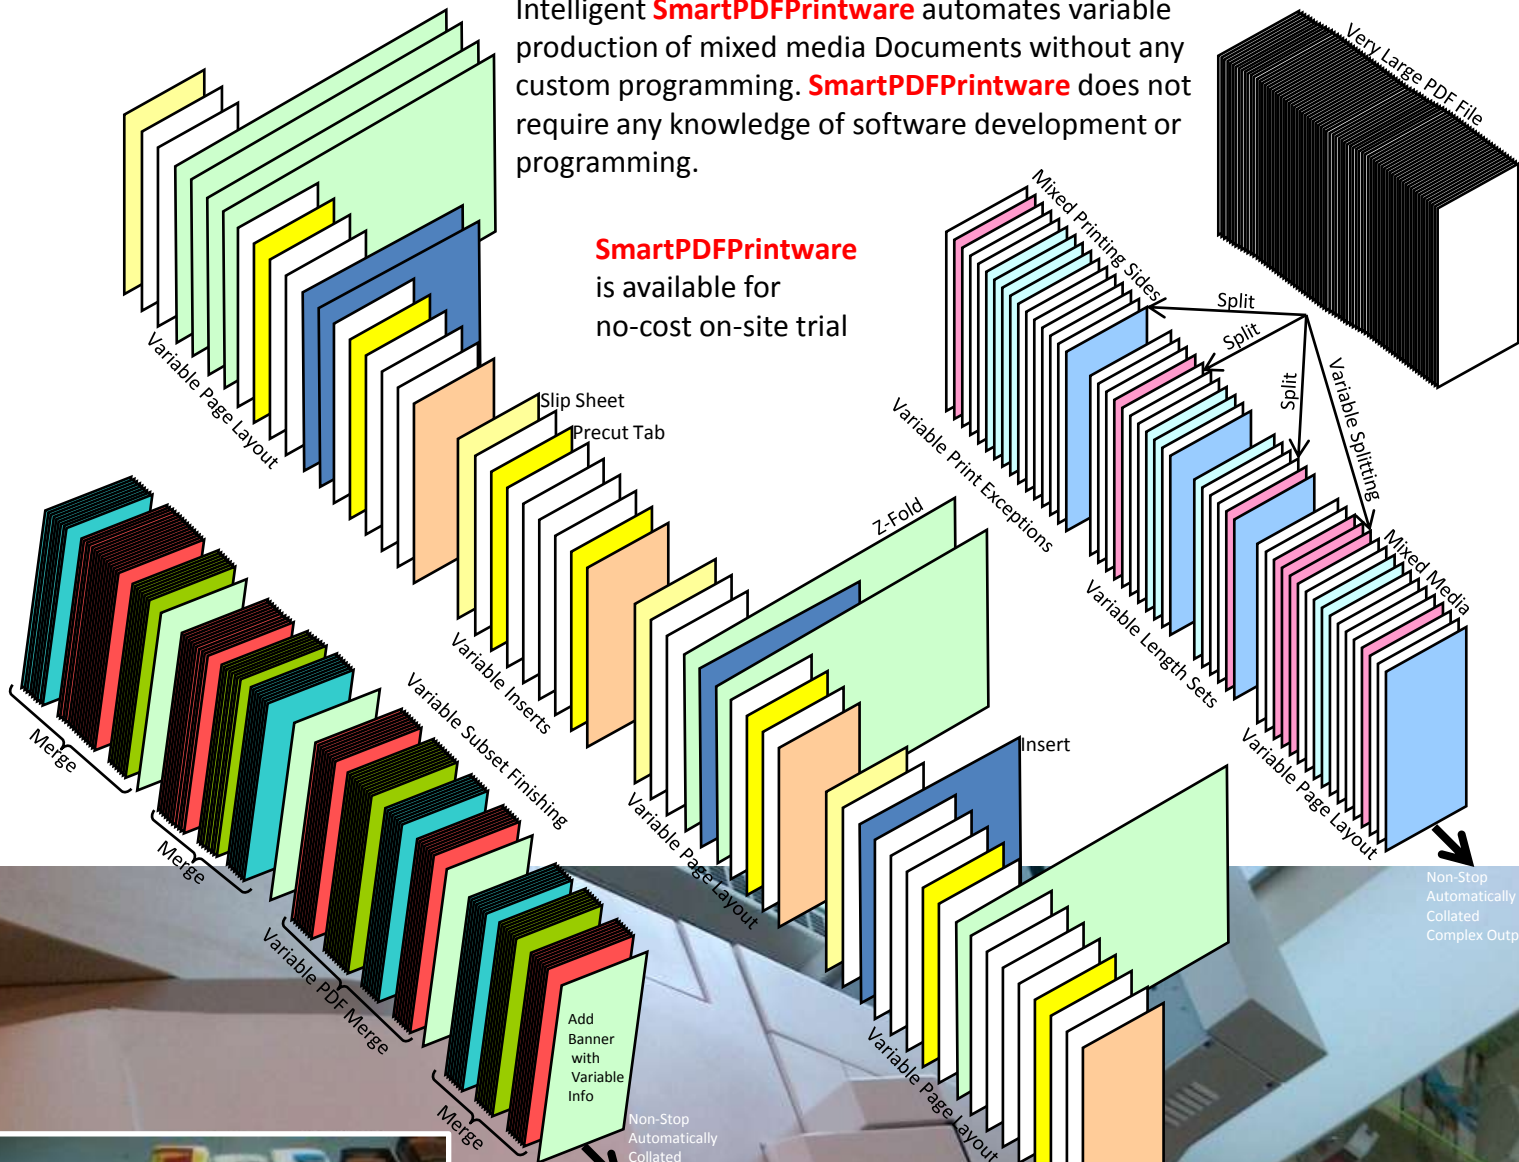 Intelligent SmartPDFPrintware automates variable
production of mixed media Documents without any
custom programming. SmartPDFPrintware does not
require any knowledge of software development or
programming.
SmartPDFPrintware
is available for
no-cost on-site trial
Very Large PDF File
Mixed Printing Sides
Split
Split
Split
Variable Splitting
Mixed Media
Variable Print Exceptions
Variable Length Sets
Variable Page Layout
Non-Stop
Automatically
Collated
Complex Outp
Variable Page Layout
Slip Sheet
Precut Tab
Variable Inserts
Z-Fold
Variable Page Layout
Insert
Variable Page Layout
Merge
Merge
Variable Subset Finishing
Variable PDF Merge
Merge
Add
Banner
with
Variable
Info
Non-Stop
Automatically
Collated